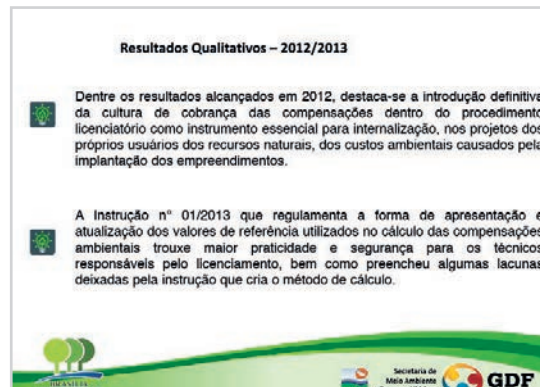 Resultados Qualitativos – 2012/2013
Dentre os resultados alcançados em 2012, destaca-se a introdução definitiva
da cultura de cobrança das compensações dentro do procedimento
licenciatório como instrumento essencial para internalização, nos projetos dos
próprios usuários dos recursos naturais, dos custos ambientais causados pela
implantação dos empreendimentos.
A Instrução n° 01/2013 que regulamenta a forma de apresentação e
atualização dos valores de referência utilizados no cálculo das compensações
ambientais trouxe maior praticidade e segurança para os técnicos
responsáveis pelo licenciamento, bem como preencheu algumas lacunas
deixadas pela instrução que cria o método de cálculo.
Secretaria de
Meio Ambiente
GDF